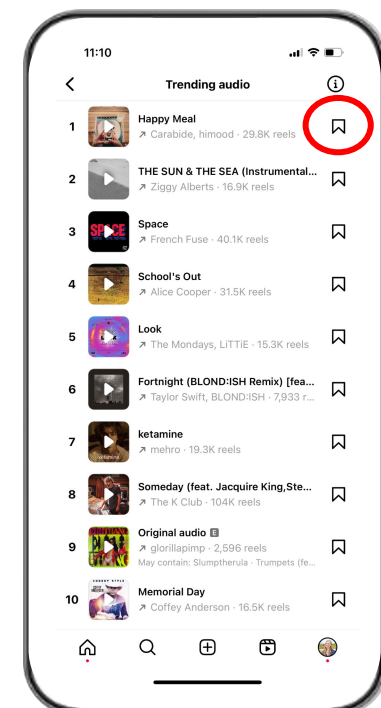 11:10
Trending audio
1
Happy Meal
Carabide, himood · 29.8K reels
2
THE SUN & THE SEA (Instrumental...
Ziggy Alberts · 16.9K reels
3
SPACE
Space
French Fuse · 40.1K reels
4
School's Out
Alice Cooper · 31.5K reels
5
Look
The Mondays, LiTTiE · 15.3K reels
6
Fortnight (BLOND:ISH Remix) [fea...
Taylor Swift, BLOND:ISH · 7,933 r...
7
ketamine
ketamine
mehro · 19.3K reels
8
Someday (feat. Jacquire King,Ste...
The K Club · 104K reels
9
Original audio E
glorillapimp · 2,596 reels
May contain: Slumptherula · Trumpets (fe...
10
Memorial Day
Coffey Anderson · 16.5K reels